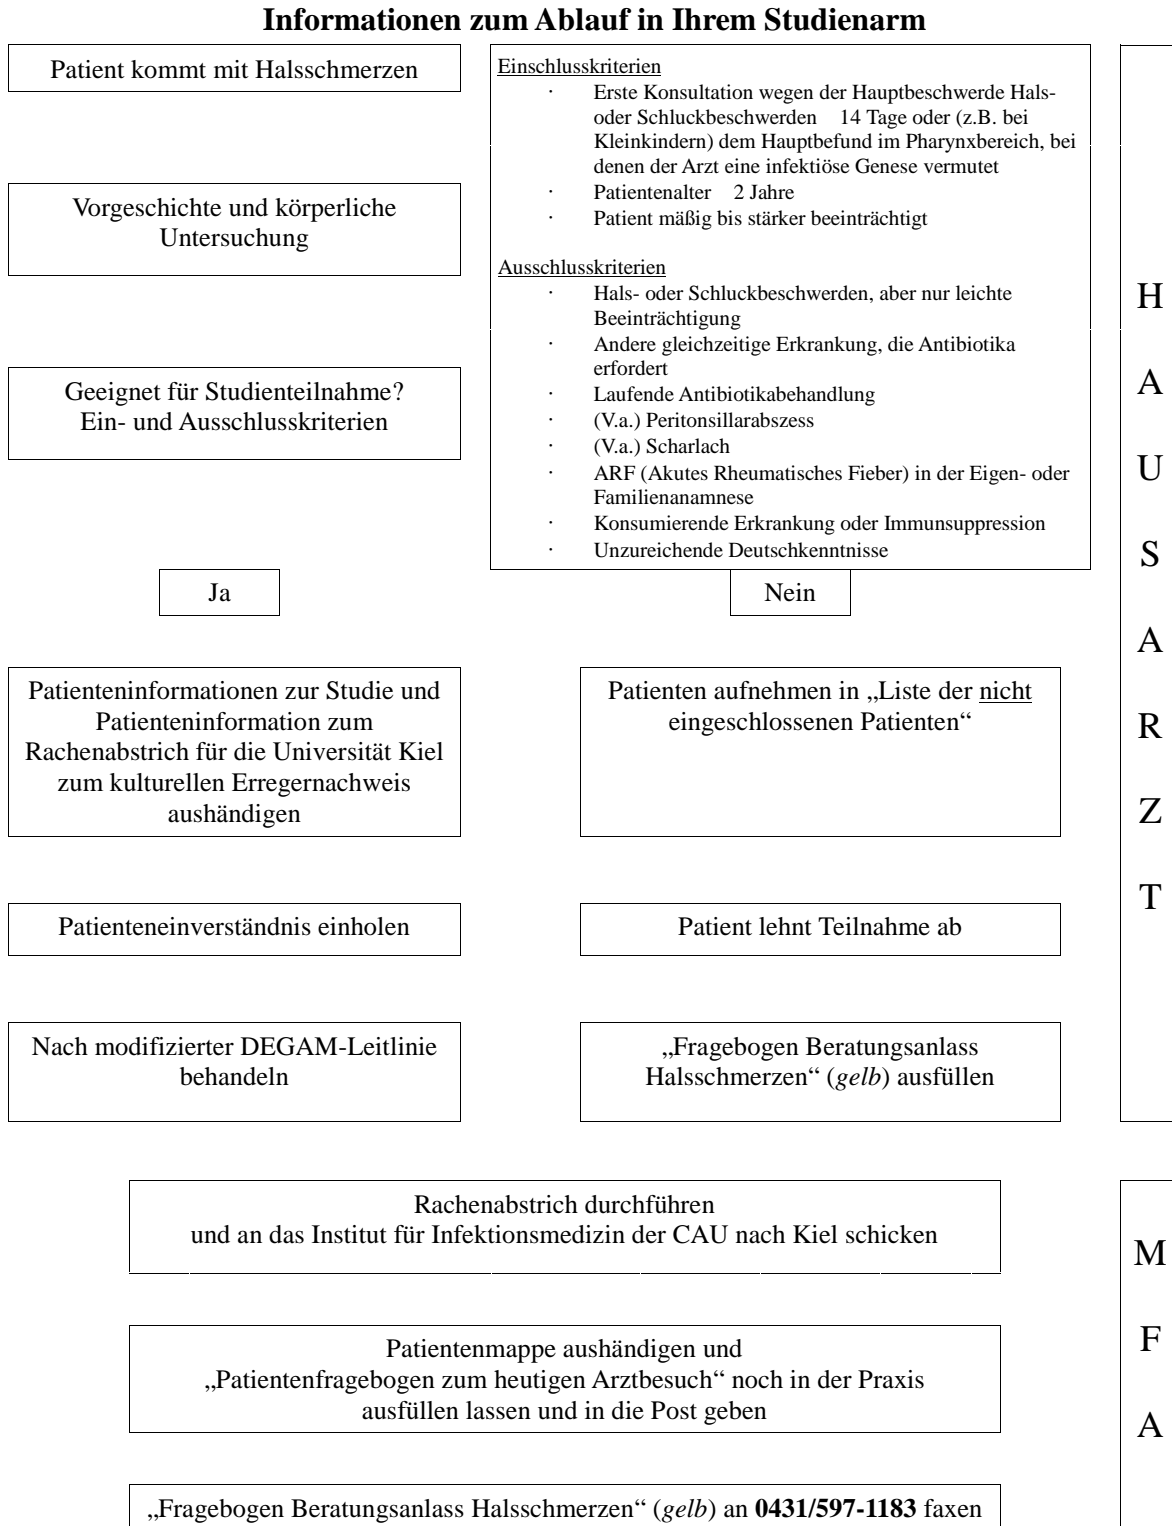 Informationen zum Ablauf in Ihrem Studienarm
Patient kommt mit Halsschmerzen
Vorgeschichte und körperliche
Untersuchung
Geeignet für Studienteilnahme?
Ein- und Ausschlusskriterien
Einschlusskriterien
· Erste Konsultation wegen der Hauptbeschwerde Hals-
oder Schluckbeschwerden 14 Tage oder (z.B. bei
Kleinkindern) dem Hauptbefund im Pharynxbereich, bei
denen der Arzt eine infektiöse Genese vermutet
· Patientenalter 2 Jahre
· Patient mäßig bis stärker beeinträchtigt
Ausschlusskriterien
· Hals- oder Schluckbeschwerden, aber nur leichte
Beeinträchtigung
· Andere gleichzeitige Erkrankung, die Antibiotika
erfordert
· Laufende Antibiotikabehandlung
· (V.a.) Peritonsillarabszess
· (V.a.) Scharlach
· ARF (Akutes Rheumatisches Fieber) in der Eigen- oder
Familienanamnese
· Konsumierende Erkrankung oder Immunsuppression
· Unzureichende Deutschkenntnisse
Ja
Nein
Patienteninformationen zur Studie und
Patienteninformation zum
Rachenabstrich für die Universität Kiel
zum kulturellen Erregernachweis
aushändigen
Patienten aufnehmen in „Liste der nicht
eingeschlossenen Patienten“
Patienteneinverständnis einholen
Patient lehnt Teilnahme ab
Nach modifizierter DEGAM-Leitlinie
behandeln
„Fragebogen Beratungsanlass
Halsschmerzen“ (gelb) ausfüllen
H
A
U
S
A
R
Z
T
Rachenabstrich durchführen
und an das Institut für Infektionsmedizin der CAU nach Kiel schicken
Patientenmappe aushändigen und
„Patientenfragebogen zum heutigen Arztbesuch“ noch in der Praxis
ausfüllen lassen und in die Post geben
„Fragebogen Beratungsanlass Halsschmerzen“ (gelb) an 0431/597-1183 faxen
M
F
A